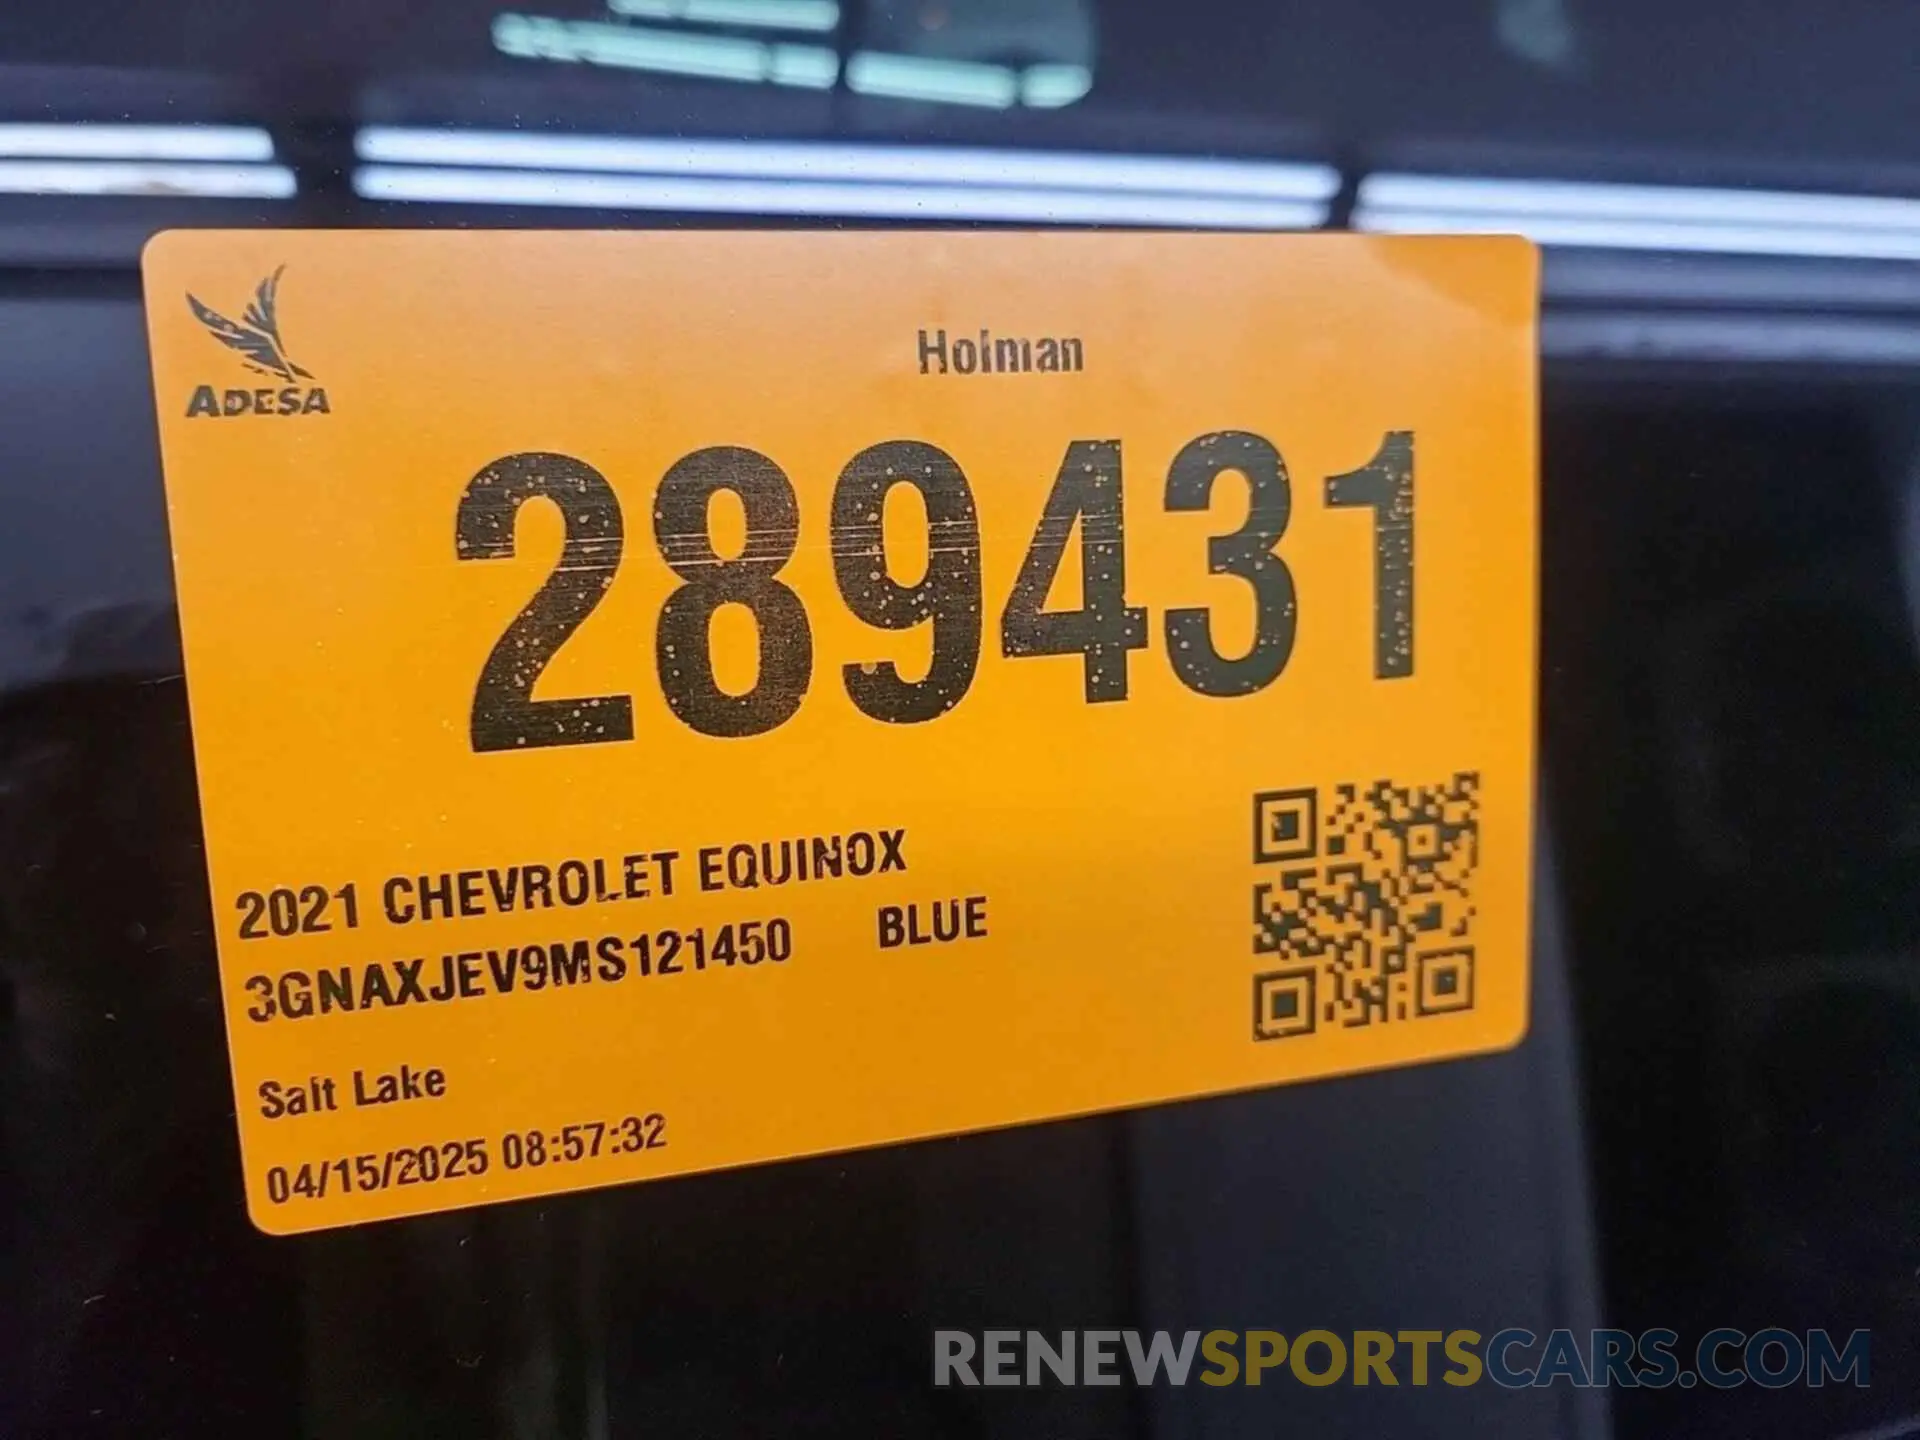 ADESA
Holman
289431
2021 CHEVROLET EQUINOX
3GNAXJEV9MS121450 BLUE
Salt Lake
04/15/2025 08:57:32
RENEWSPORTSCARS.COM